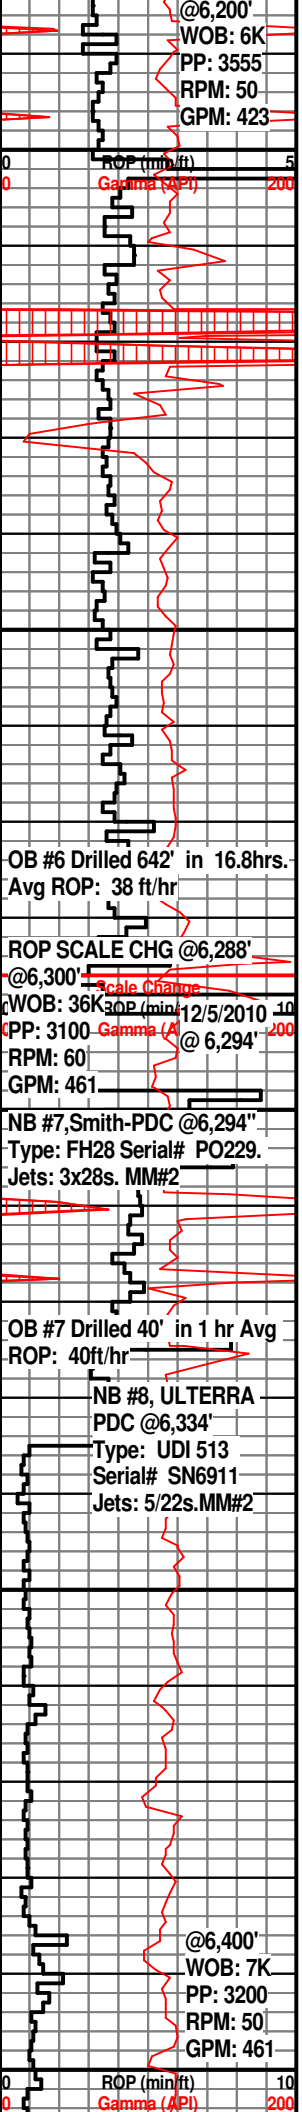 @6,200'
WOB: 6K
PP: 3555
RPM: 50
GPM: 423
0 ROP (min/ft) 5
0 Gamma (API) 200
OB #6 Drilled 642' in 16.8hrs.
Avg ROP: 38 ft/hr
ROP SCALE CHG @6,288'
@6,300'
Scale Change
WOB: 36K
ROP (min 10
12/5/2010
PP: 3100
Gamma (A 200
@ 6,294'
RPM: 60
GPM: 461
NB #7,Smith-PDC @6,294"
Type: FH28 Serial# PO229.
Jets: 3x28s. MM#2
OB #7 Drilled 40' in 1 hr Avg
ROP: 40ft/hr
NB #8, ULTERRA
PDC @6,334'
Type: UDI 513
Serial# SN6911
Jets: 5/22s.MM#2
@6,400'
WOB: 7K
PP: 3200
RPM: 50
GPM: 461
0 ROP (min/ft) 10
0 Gamma (API) 200